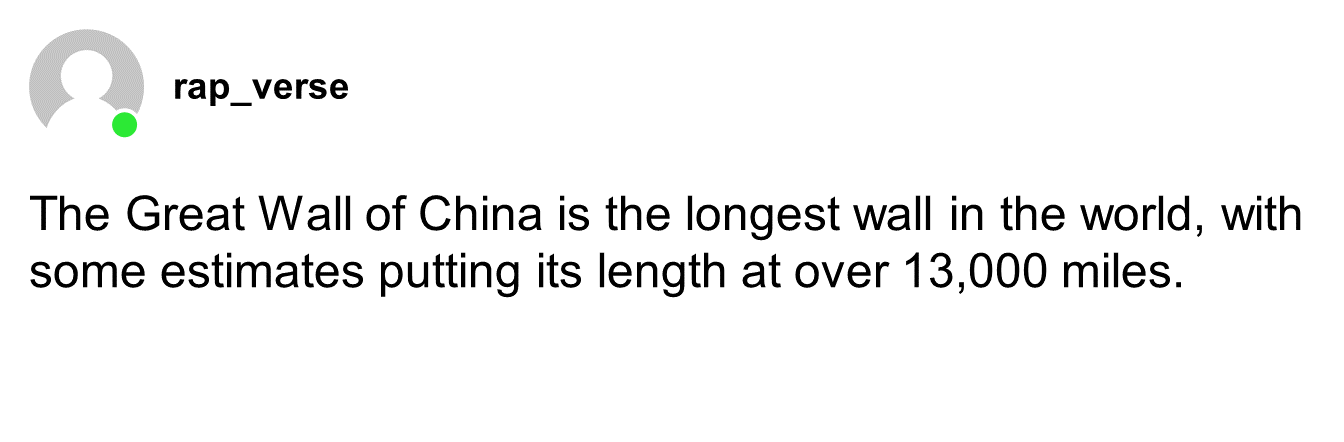 rap_verse
The Great Wall of China is the longest wall in the world, with
some estimates putting its length at over 13,000 miles.